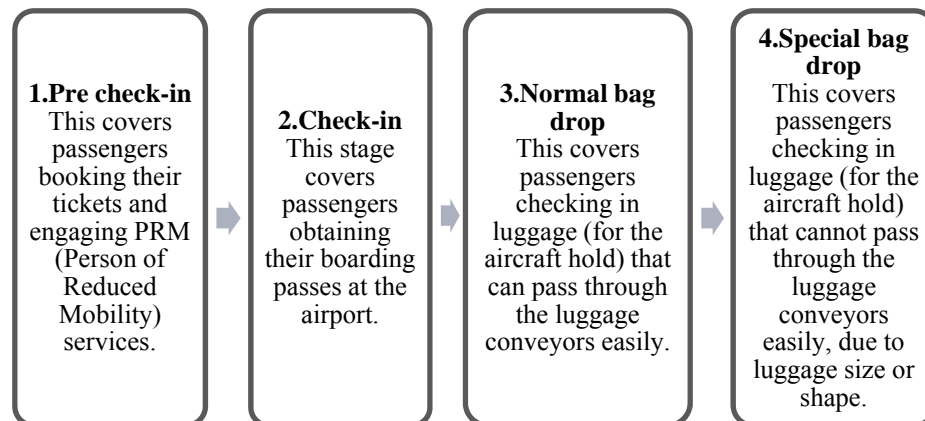 1.Pre check-in
This covers
passengers
booking their
tickets and
engaging PRM
(Person of
Reduced
Mobility)
services.
2.Check-in
This stage
covers
passengers
obtaining
their boarding
passes at the
airport.
3.Normal bag
drop
This covers
passengers
checking in
luggage (for the
aircraft hold) that
can pass through
the luggage
conveyors easily.
4.Special bag
drop
This covers
passengers
checking in
luggage (for the
aircraft hold)
that cannot pass
through the
luggage
conveyors
easily, due to
luggage size or
shape.